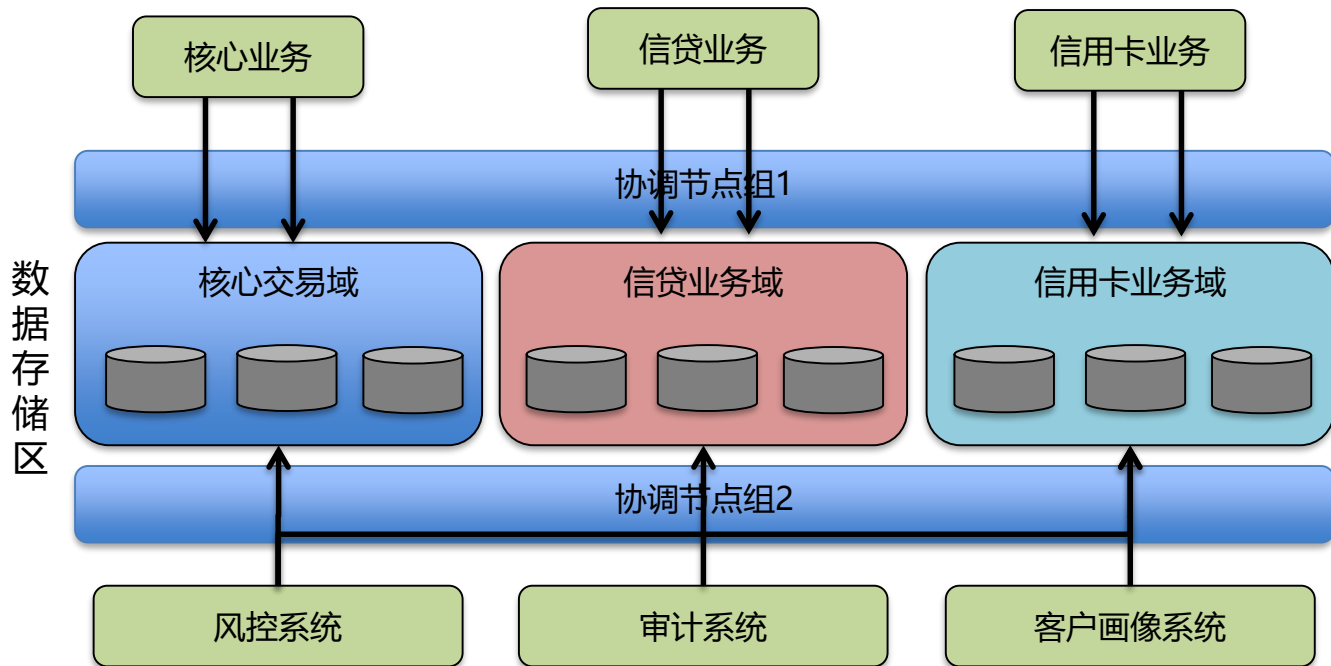 核心业务
信贷业务
信用卡业务
协调节点组1
数据存储区
核心交易域
信贷业务域
信用卡业务域
协调节点组2
风控系统
审计系统
客户画像系统